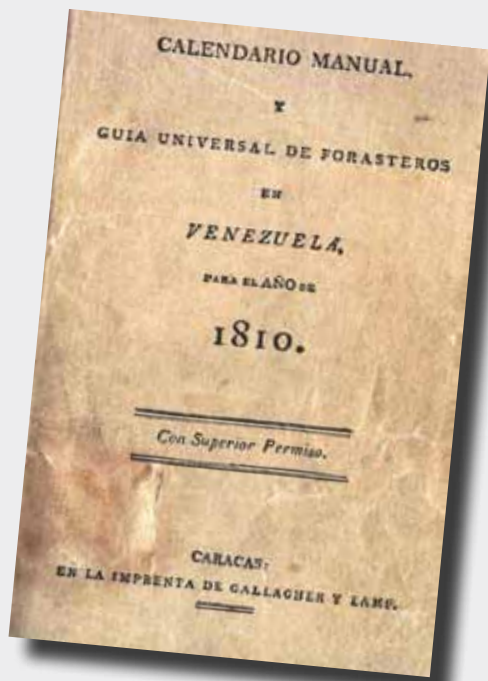 CALENDARIO MANUAL,
Y
GUIA UNIVERSAL DE FORASTEROS
EN
VENEZUELA,
PARA EL AÑO DE
1810.
Con Superior Permiso.
CARACAS:
EN LA IMPRENTA DE GALLAGHER Y LAMB.